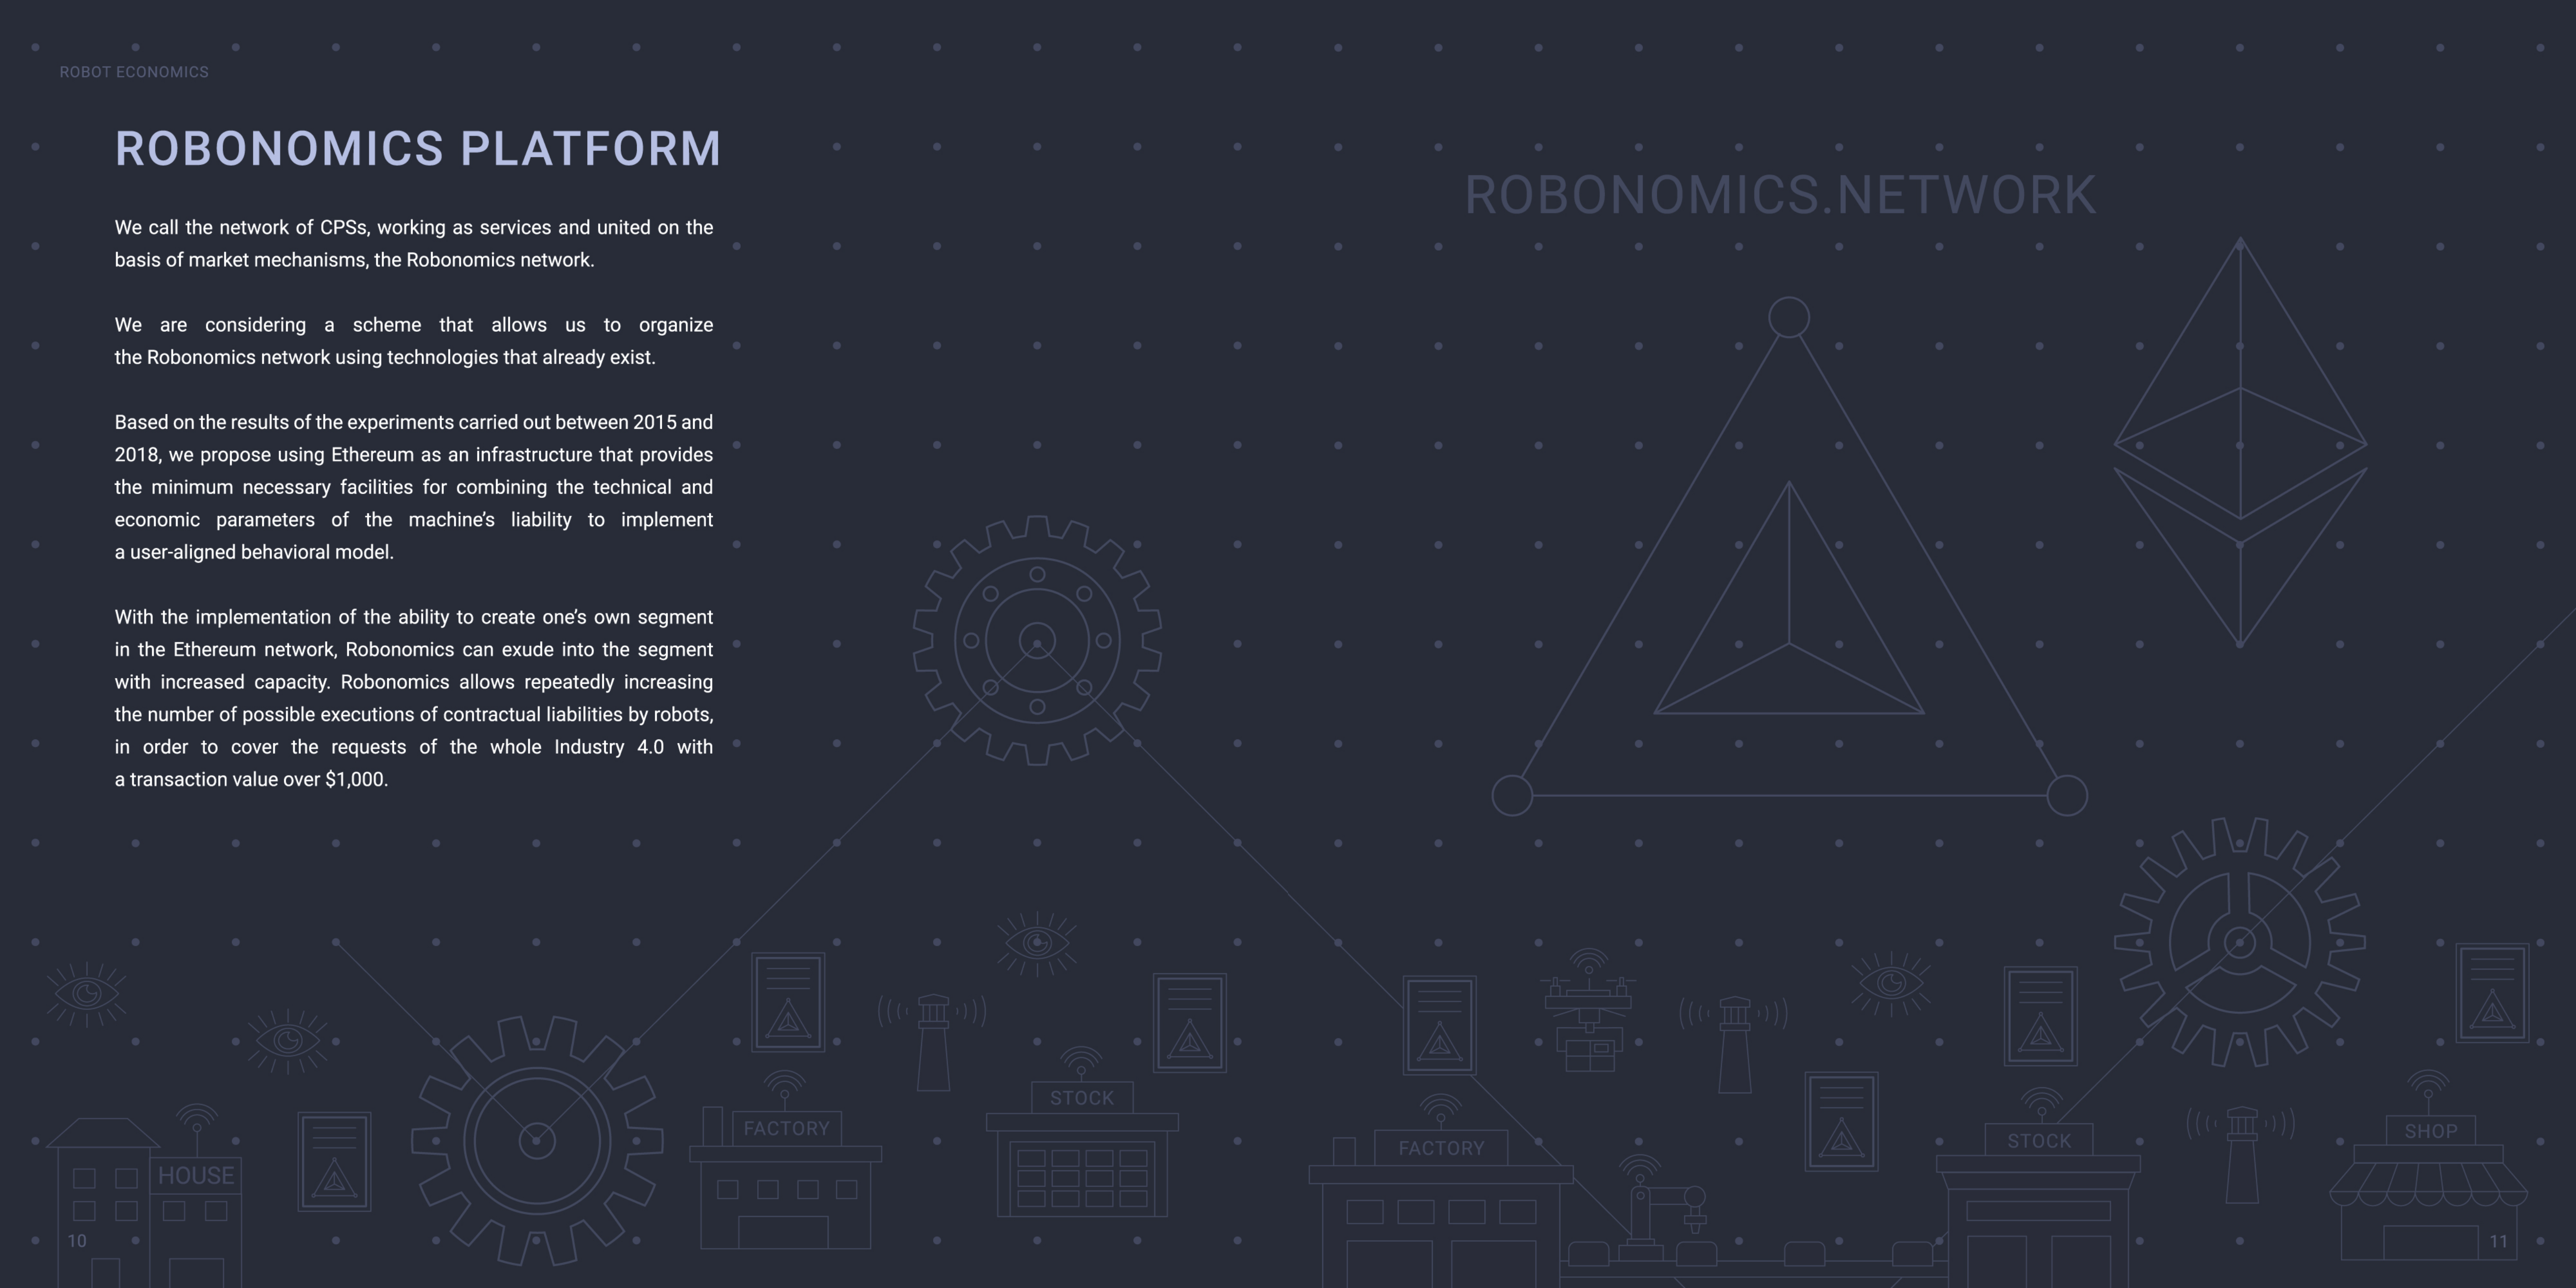 ROBOT ECONOMICS
ROBONOMICS PLATFORM
We call the network of CPSs, working as services and united on the
basis of market mechanisms, the Robonomics network.
We are considering a scheme that allows us to organize
the Robonomics network using technologies that already exist.
Based on the results of the experiments carried out between 2015 and
2018, we propose using Ethereum as an infrastructure that provides
the minimum necessary facilities for combining the technical and
economic parameters of the machine’s liability to implement
a user-aligned behavioral model.
With the implementation of the ability to create one’s own segment
in the Ethereum network, Robonomics can exude into the segment
with increased capacity. Robonomics allows repeatedly increasing
the number of possible executions of contractual liabilities by robots,
in order to cover the requests of the whole Industry 4.0 with
a transaction value over $1,000.
ROBONOMICS.NETWORK
HOUSE
FACTORY
STOCK
FACTORY
STOCK
SHOP
10
11